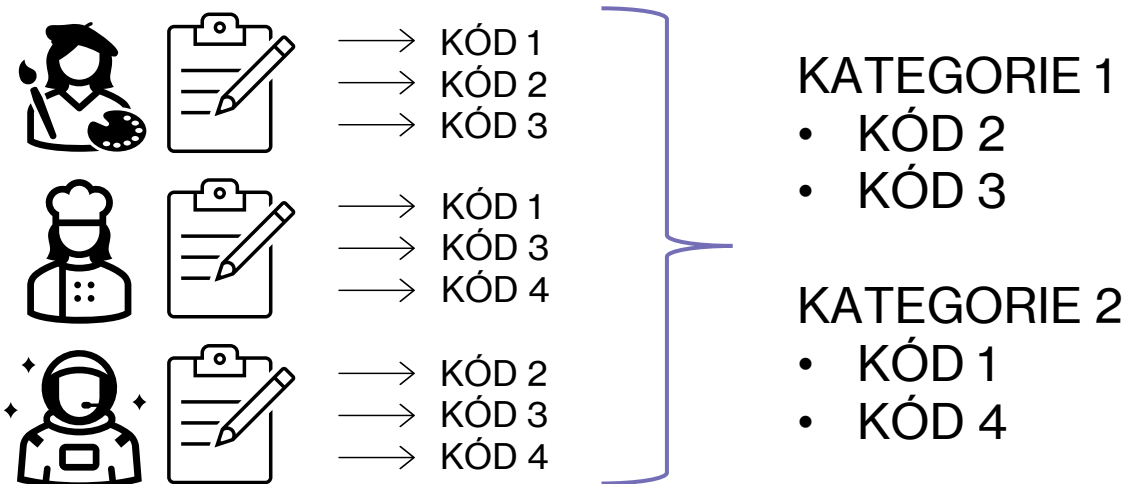 KÓD 1
KÓD 2
KÓD 3
KÓD 1
KÓD 3
KÓD 4
KÓD 2
KÓD 3
KÓD 4
KATEGORIE 1
• KÓD 2
• KÓD 3
KATEGORIE 2
• KÓD 1
• KÓD 4